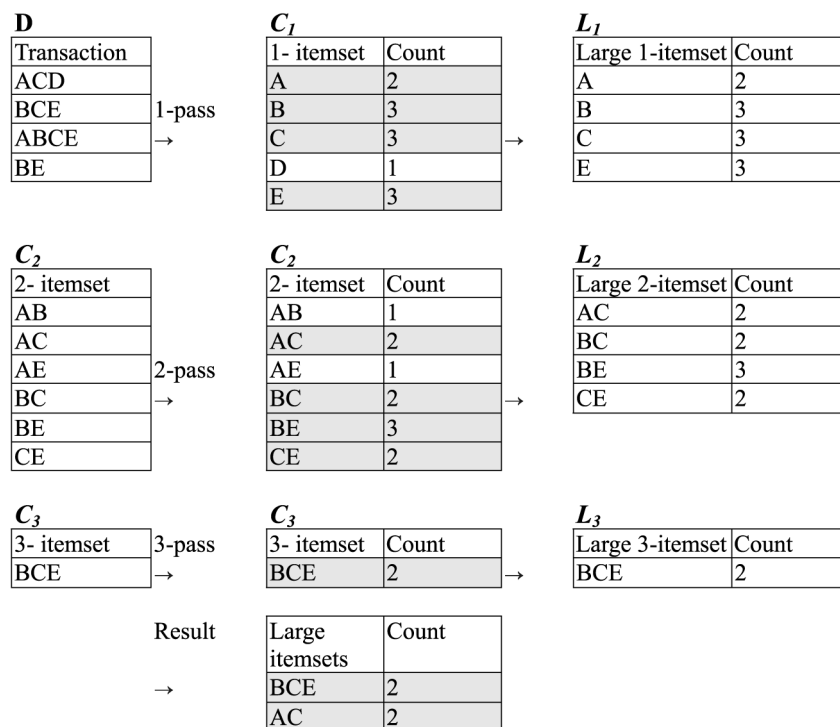 D C₁ L₁
Transaction 1- itemset Count Large 1-itemset Count
ACD A 2 A 2
BCE 1-pass B 3 B 3
ABCE → C 3 → C 3
BE D 1 E 3
E 3
C₂ C₂ L₂
2- itemset 2- itemset Count Large 2-itemset Count
AB AB 1 AC 2
AC AC 2 BC 2
AE 2-pass AE 1 BE 3
BC → BC 2 → CE 2
BE BE 3
CE CE 2
C₃ C₃ L₃
3- itemset 3-pass 3- itemset Count Large 3-itemset Count
BCE → BCE 2 → BCE 2
Result Large Count
itemsets
→ BCE 2
AC 2